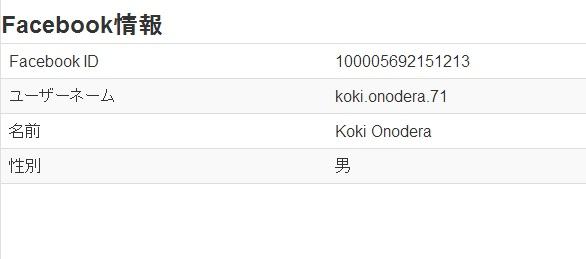 Facebook情報
Facebook ID 100005692151213
ユーザーネーム koki.onodera.71
名前 Koki Onodera
性別 男